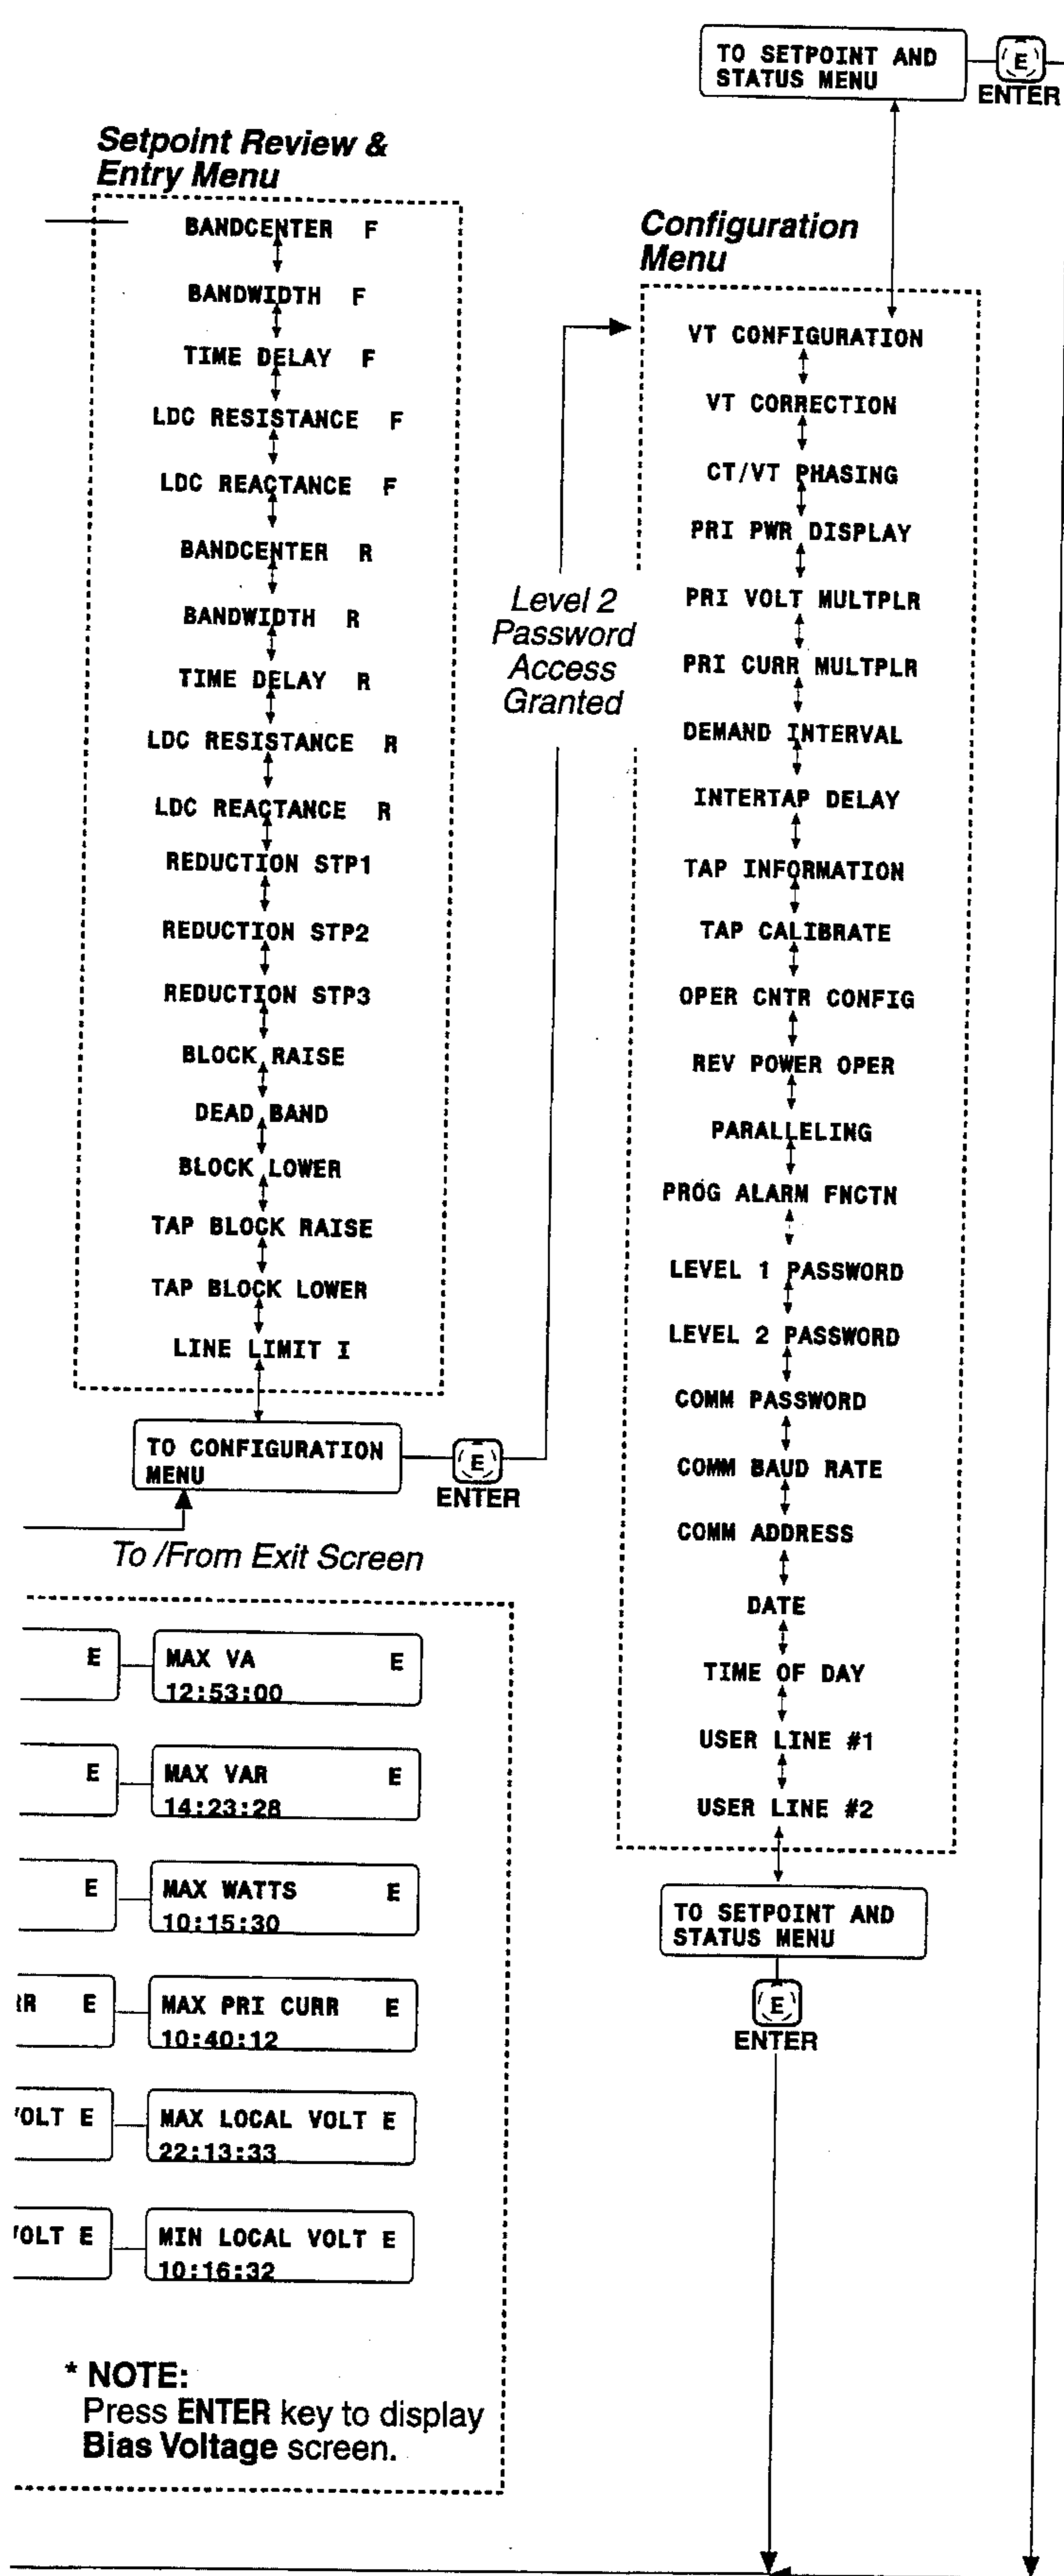 TO SETPOINT AND
STATUS MENU
E
ENTER
Setpoint Review &
Entry Menu
BANDCENTER F
BANDWIDTH F
TIME DELAY F
LDC RESISTANCE F
LDC REACTANCE F
BANDCENTER R
BANDWIDTH R
TIME DELAY R
LDC RESISTANCE R
LDC REACTANCE R
REDUCTION STP1
REDUCTION STP2
REDUCTION STP3
BLOCK RAISE
DEAD BAND
BLOCK LOWER
TAP BLOCK RAISE
TAP BLOCK LOWER
LINE LIMIT I
TO CONFIGURATION
MENU
E
ENTER
To /From Exit Screen
Level 2
Password
Access
Granted
Configuration
Menu
VT CONFIGURATION
VT CORRECTION
CT/VT PHASING
PRI PWR DISPLAY
PRI VOLT MULTPLR
PRI CURR MULTPLR
DEMAND INTERVAL
INTERTAP DELAY
TAP INFORMATION
TAP CALIBRATE
OPER CNTR CONFIG
REV POWER OPER
PARALLELING
PROG ALARM FNCTN
LEVEL 1 PASSWORD
LEVEL 2 PASSWORD
COMM PASSWORD
COMM BAUD RATE
COMM ADDRESS
DATE
TIME OF DAY
USER LINE #1
USER LINE #2
TO SETPOINT AND
STATUS MENU
E
ENTER
E
MAX VA E
12:53:00
E
MAX VAR E
14:23:28
E
MAX WATTS E
10:15:30
RR E
MAX PRI CURR E
10:40:12
VOLT E
MAX LOCAL VOLT E
22:13:33
VOLT E
MIN LOCAL VOLT E
10:16:32
* NOTE:
Press ENTER key to display
Bias Voltage screen.